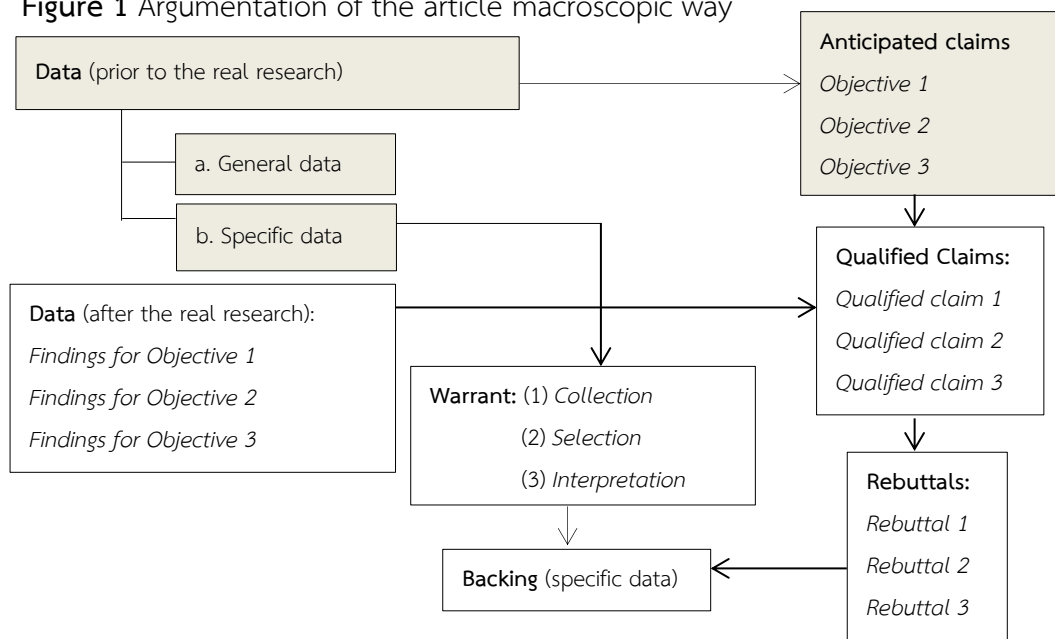 Figure 1 Argumentation of the article macroscopic way
Data (prior to the real research)
a. General data
b. Specific data
Anticipated claims
Objective 1
Objective 2
Objective 3
Data (after the real research):
Findings for Objective 1
Findings for Objective 2
Findings for Objective 3
Qualified Claims:
Qualified claim 1
Qualified claim 2
Qualified claim 3
Warrant: (1) Collection
(2) Selection
(3) Interpretation
Rebuttals:
Rebuttal 1
Rebuttal 2
Rebuttal 3
Backing (specific data)